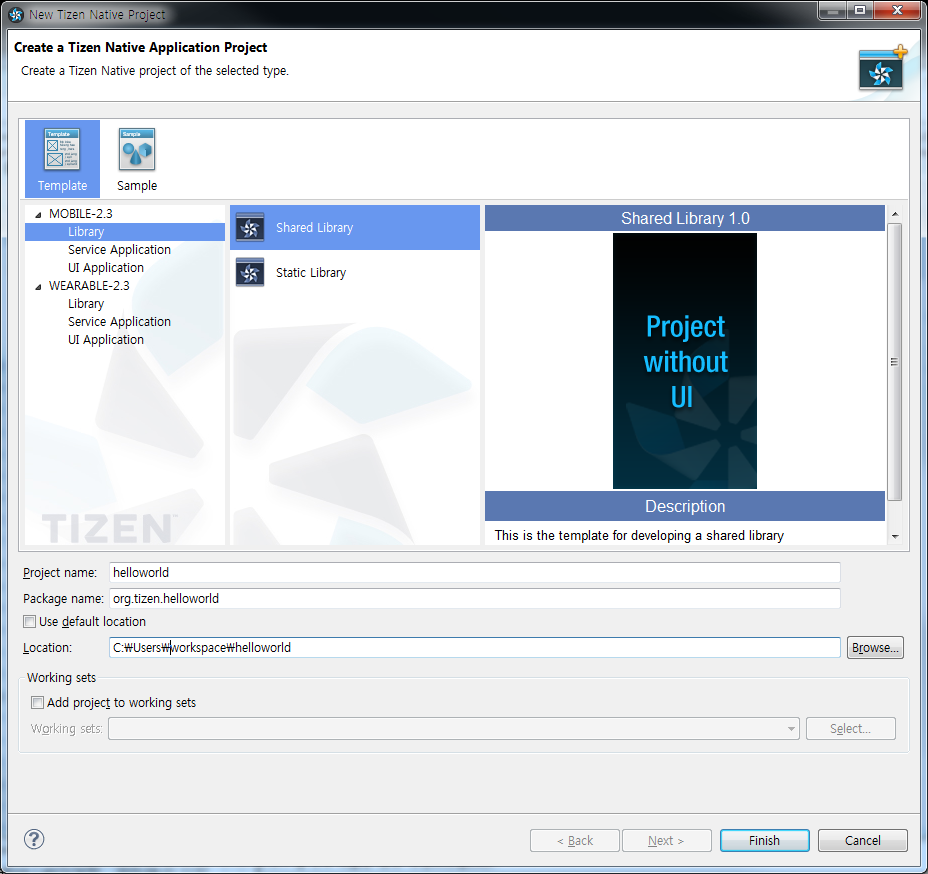 New Tizen Native Project
Create a Tizen Native Application Project
Create a Tizen Native project of the selected type.
Template
Sample
Template
Sample
MOBILE-2.3
Library
Service Application
UI Application
WEARABLE-2.3
Library
Service Application
UI Application
TIZEN™
Shared Library
Static Library
Shared Library 1.0
Project
without
UI
Description
This is the template for developing a shared library
Project name: helloworld
Package name: org.tizen.helloworld
Use default location
Location: C:₩Users₩workspace₩helloworld
Browse...
Working sets
Add project to working sets
Working sets:
Select...
< Back
Next >
Finish
Cancel